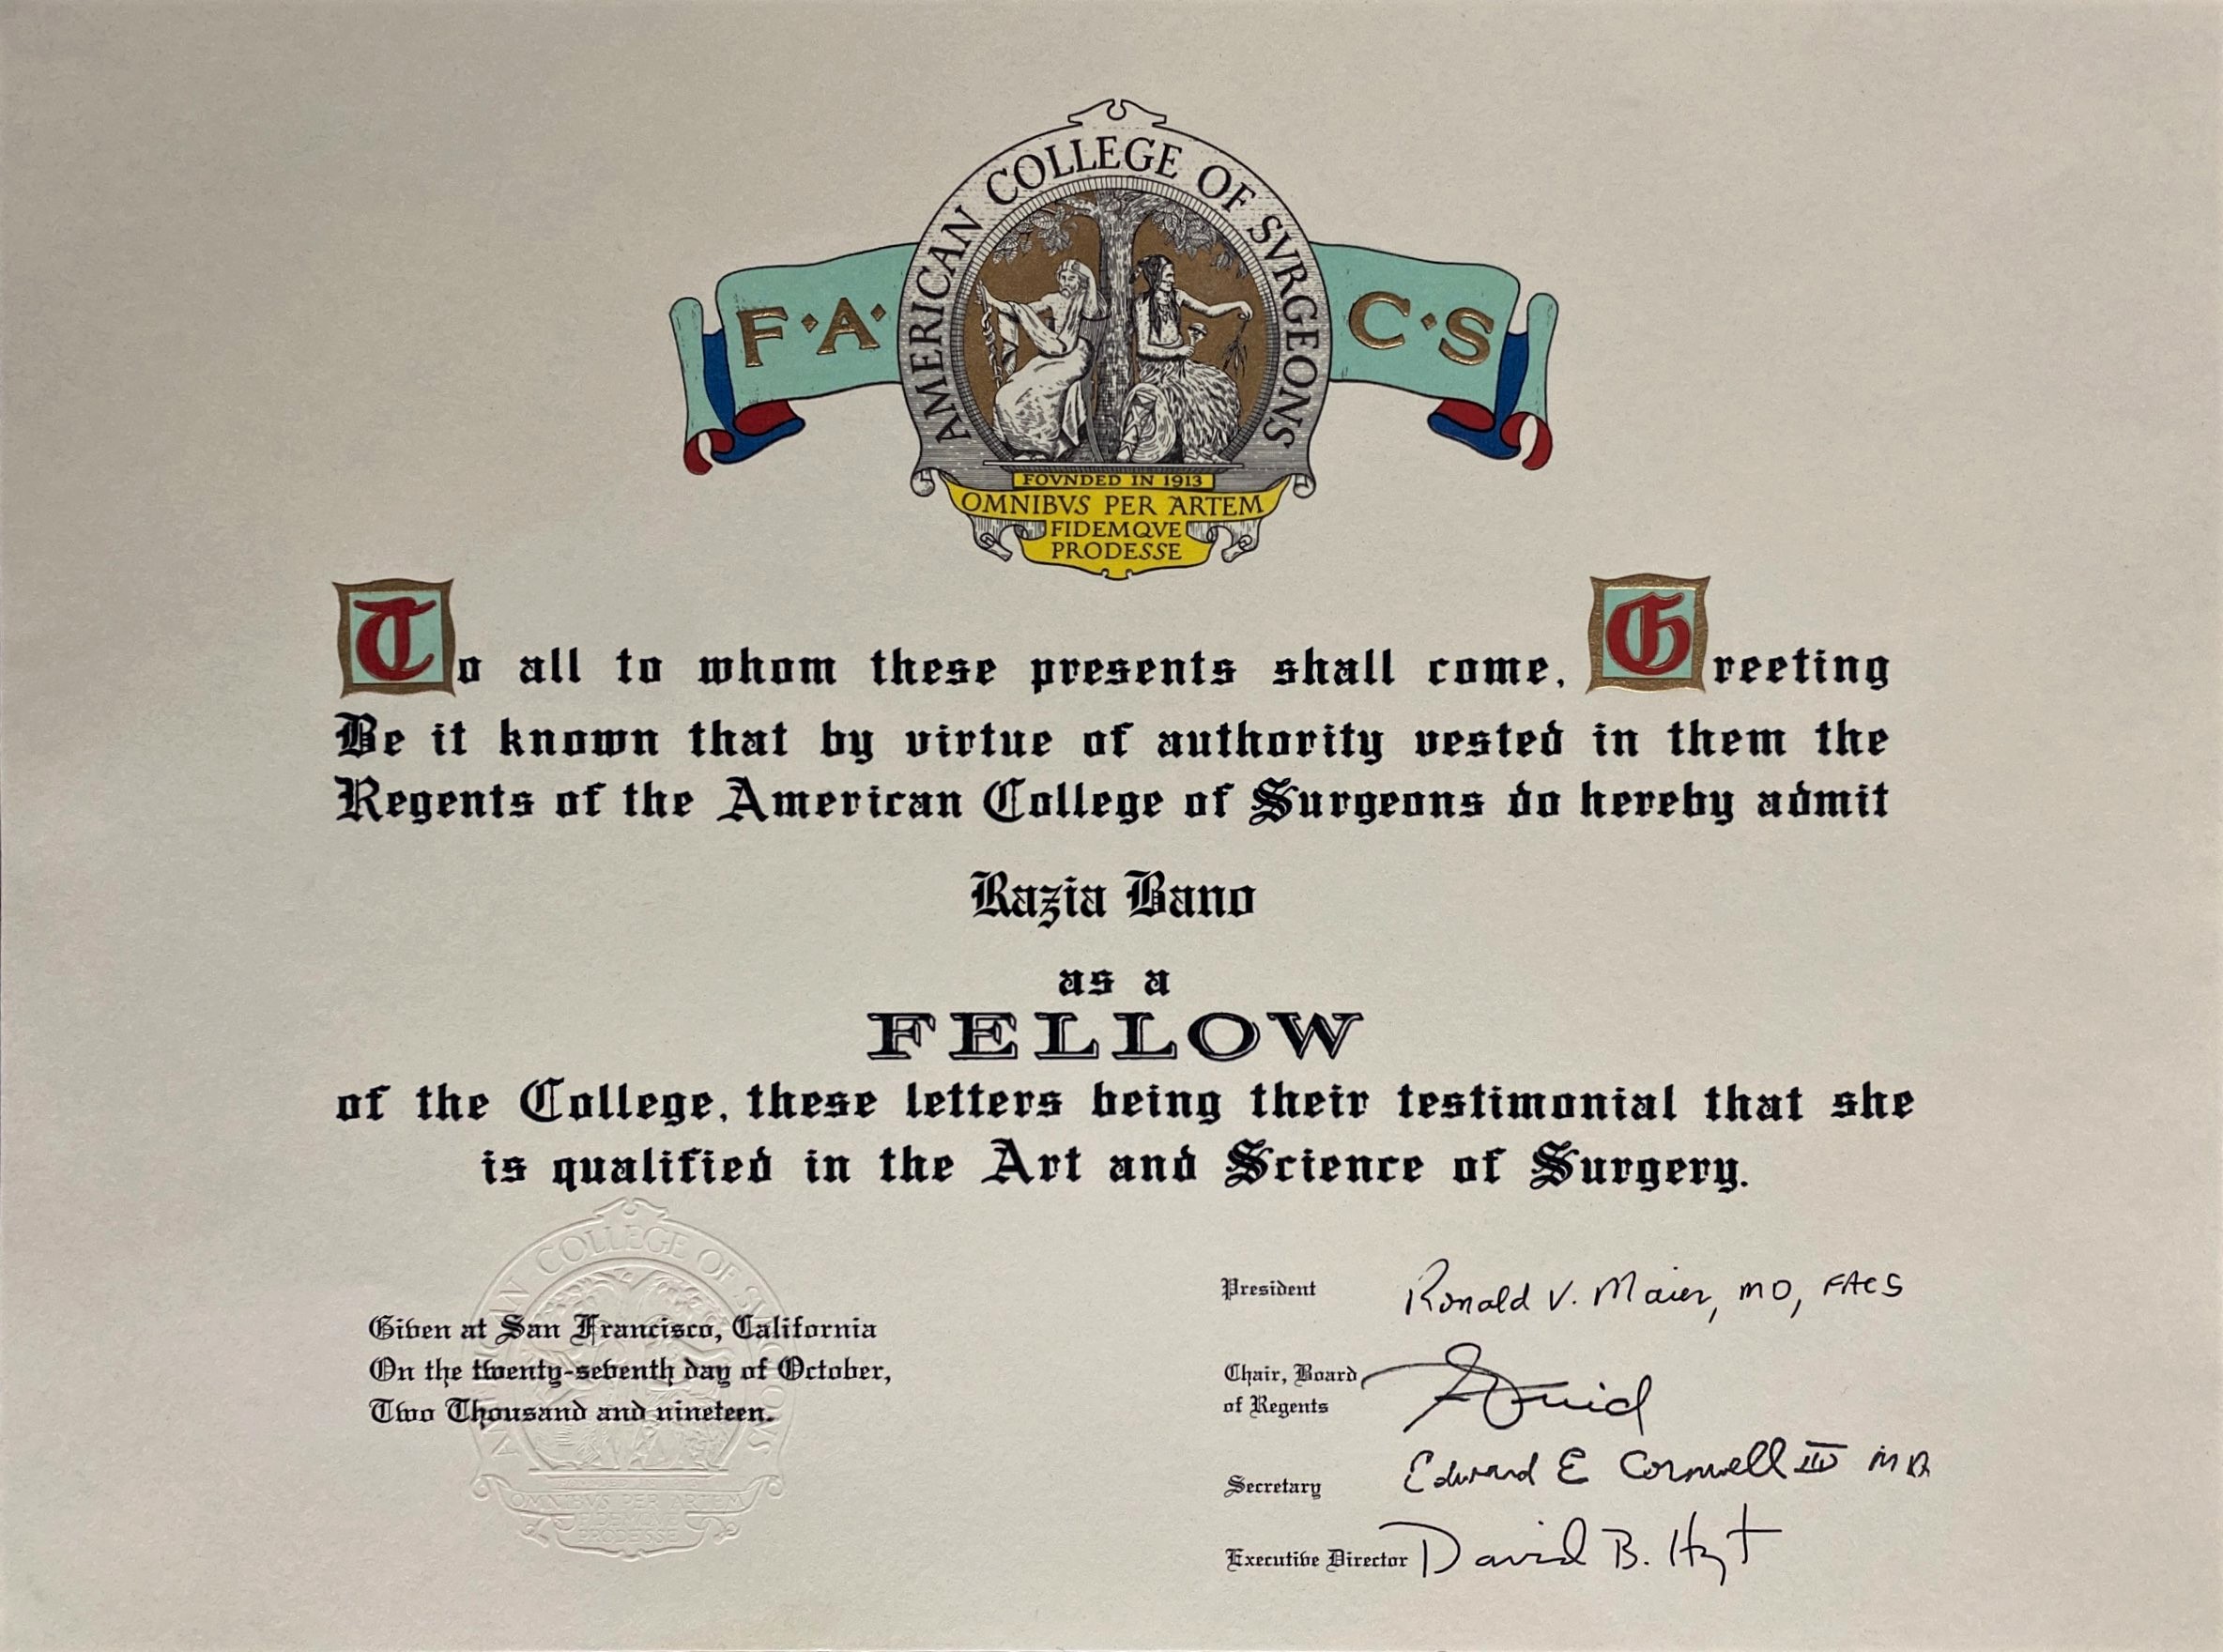 AMERICAN COLLEGE OF SVRGEONS
F·A· C·S
FOVNDED IN 1913
OMNIBVS PER ARTEM
FIDEMQVE
PRODESSE
To all to whom these presents shall come, Greeting
Be it known that by virtue of authority vested in them the
Regents of the American College of Surgeons do hereby admit
Razia Bano
as a
FELLOW
of the College, these letters being their testimonial that she
is qualified in the Art and Science of Surgery.
Given at San Francisco, California
On the twenty-seventh day of October,
Two Thousand and nineteen.
AMERICAN COLLEGE OF SVRGEONS
OMNIBVS PER ARTEM
FIDEMQVE
PRODESSE
President Ronald V. Maier, MD, FACS
Chair, Board
of Regents
Secretary Edward E Cornwell III MD
Executive Director David B. Hoyt